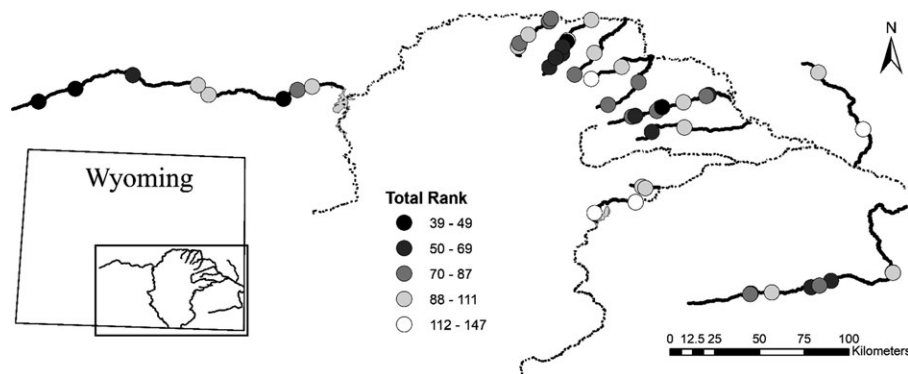 N
Wyoming
Total Rank
39 - 49
50 - 69
70 - 87
88 - 111
112 - 147
0 12.5 25 50 75 100
Kilometers